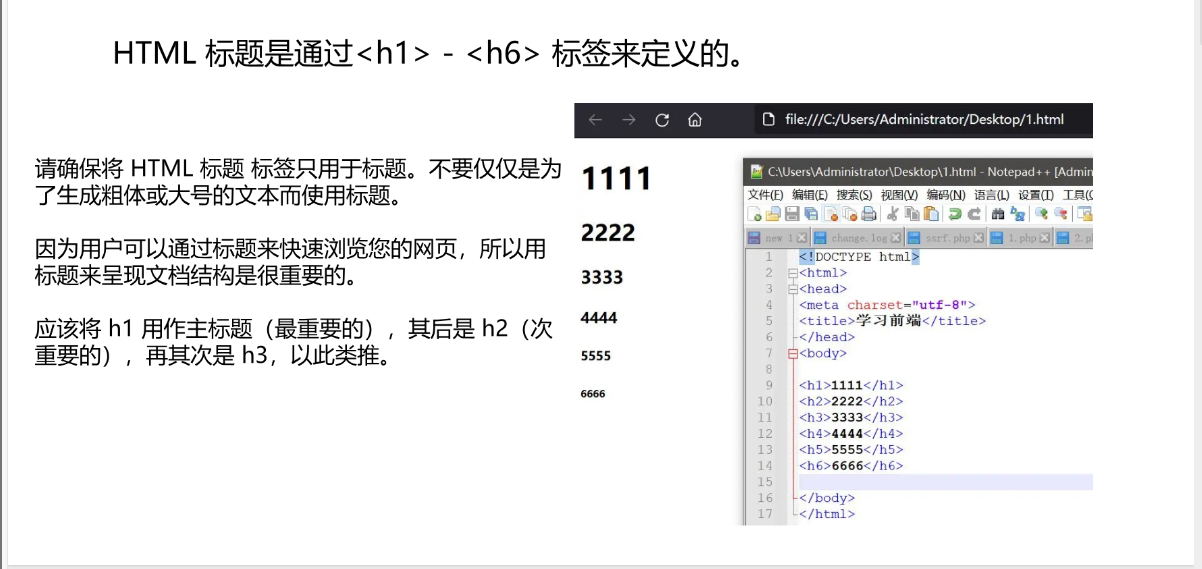 HTML 标题是通过<h1> - <h6> 标签来定义的。
请确保将 HTML 标题 标签只用于标题。不要仅仅是为
了生成粗体或大号的文本而使用标题。
因为用户可以通过标题来快速浏览您的网页，所以用
标题来呈现文档结构是很重要的。
应该将 h1 用作主标题（最重要的），其后是 h2（次
重要的），再其次是 h3，以此类推。
file:///C:/Users/Administrator/Desktop/1.html
1111
2222
3333
4444
5555
6666
C:\Users\Administrator\Desktop\1.html - Notepad++ [Admin
文件(F) 编辑(E) 搜索(S) 视图(V) 编码(N) 语言(L) 设置(T) 工具(O
new 1 change.log ssrf.php 1.php 2.p
1 <!DOCTYPE html>
2 <html>
3 <head>
4 <meta charset="utf-8">
5 <title>学习前端</title>
6 </head>
7 <body>
8
9 <h1>1111</h1>
10 <h2>2222</h2>
11 <h3>3333</h3>
12 <h4>4444</h4>
13 <h5>5555</h5>
14 <h6>6666</h6>
15
16 </body>
17 </html>